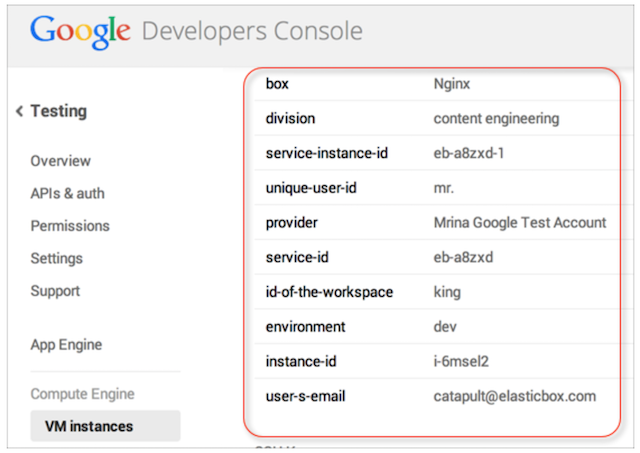 Google Developers Console
Testing
Overview
APIs & auth
Permissions
Settings
Support
App Engine
Compute Engine
VM instances
box Nginx
division content engineering
service-instance-id eb-a8zxd-1
unique-user-id mr.
provider Mrina Google Test Account
service-id eb-a8zxd
id-of-the-workspace king
environment dev
instance-id i-6msel2
user-s-email catapult@elasticbox.com